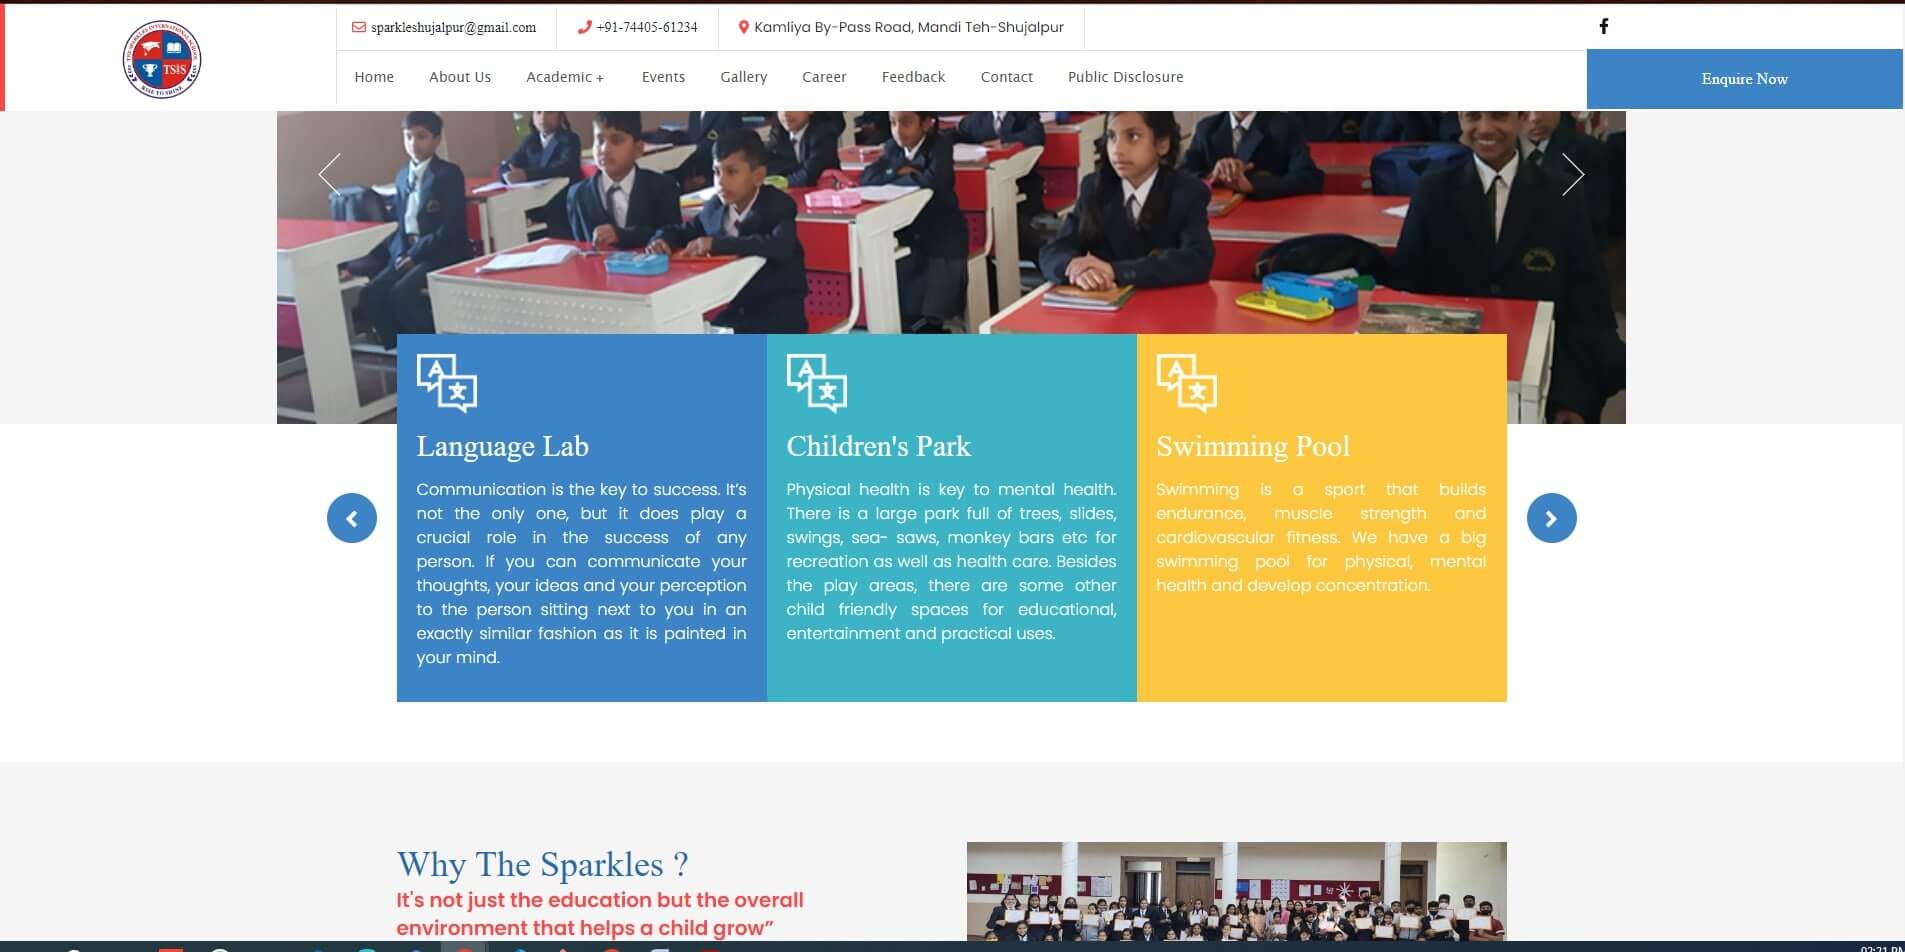 sparkleshujalpur@gmail.com
+91-74405-61234
Kamliya By-Pass Road, Mandi Teh-Shujalpur
THE SPARKLES INTERNATIONAL SCHOOL
TSIS
RISE TO SHINE
Home
About Us
Academic +
Events
Gallery
Career
Feedback
Contact
Public Disclosure
Enquire Now
Language Lab
Communication is the key to success. It’s
not the only one, but it does play a
crucial role in the success of any
person. If you can communicate your
thoughts, your ideas and your perception
to the person sitting next to you in an
exactly similar fashion as it is painted in
your mind.
Children's Park
Physical health is key to mental health.
There is a large park full of trees, slides,
swings, sea- saws, monkey bars etc for
recreation as well as health care. Besides
the play areas, there are some other
child friendly spaces for educational,
entertainment and practical uses.
Swimming Pool
Swimming is a sport that builds
endurance, muscle strength and
cardiovascular fitness. We have a big
swimming pool for physical, mental
health and develop concentration.
Why The Sparkles ?
It's not just the education but the overall
environment that helps a child grow”